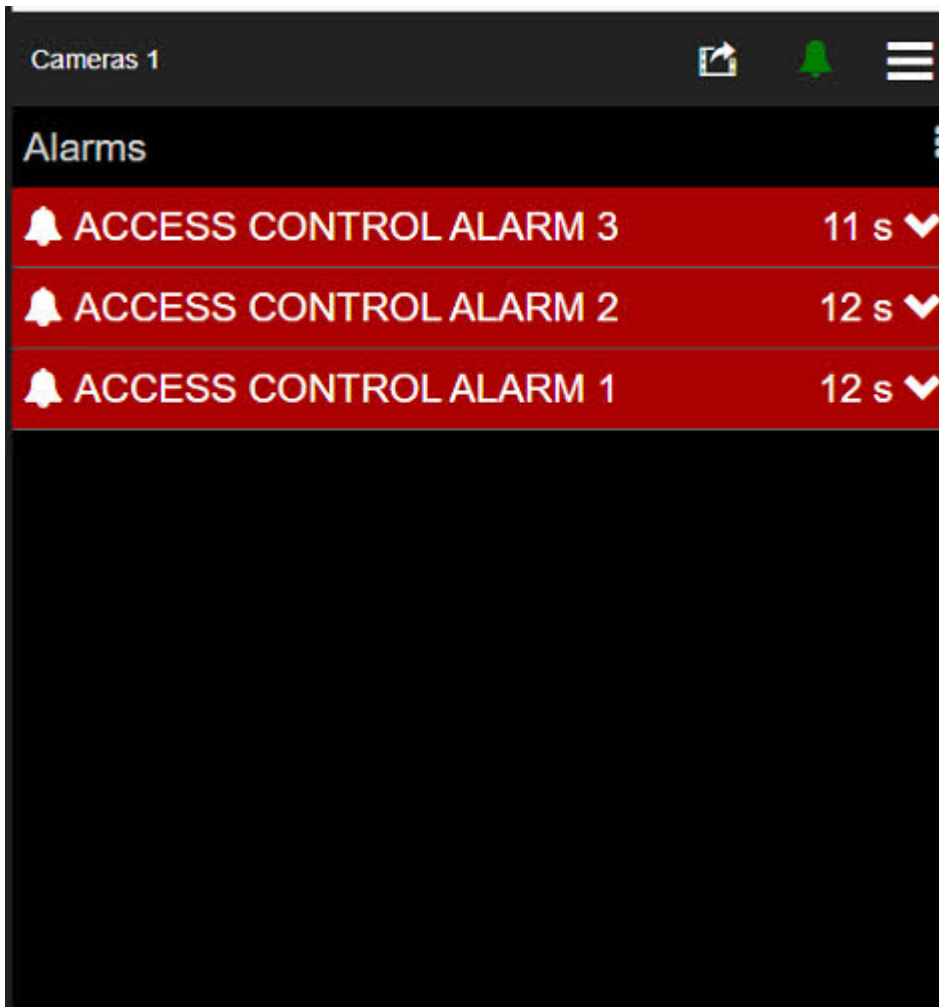 Cameras 1
Alarms
ACCESS CONTROL ALARM 3 11 s
ACCESS CONTROL ALARM 2 12 s
ACCESS CONTROL ALARM 1 12 s